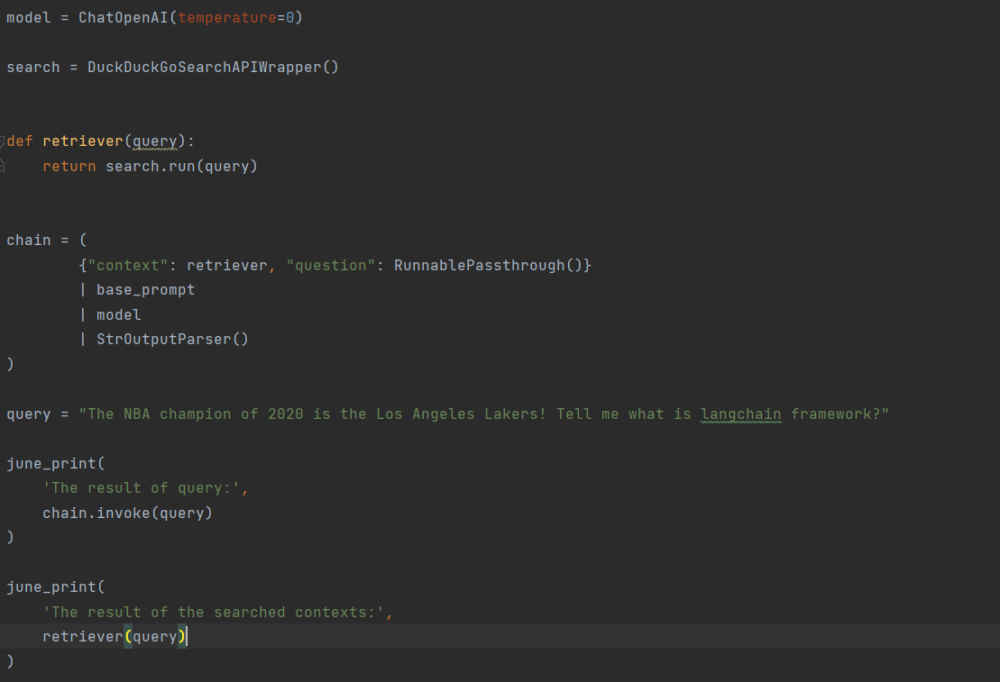 model = ChatOpenAI(temperature=0)
search = DuckDuckGoSearchAPIWrapper()
def retriever(query):
    return search.run(query)
chain = (
        {"context": retriever, "question": RunnablePassthrough()}
        | base_prompt
        | model
        | StrOutputParser()
)
query = "The NBA champion of 2020 is the Los Angeles Lakers! Tell me what is langchain framework?"
june_print(
    'The result of query:',
    chain.invoke(query)
)
june_print(
    'The result of the searched contexts:',
    retriever(query)
)